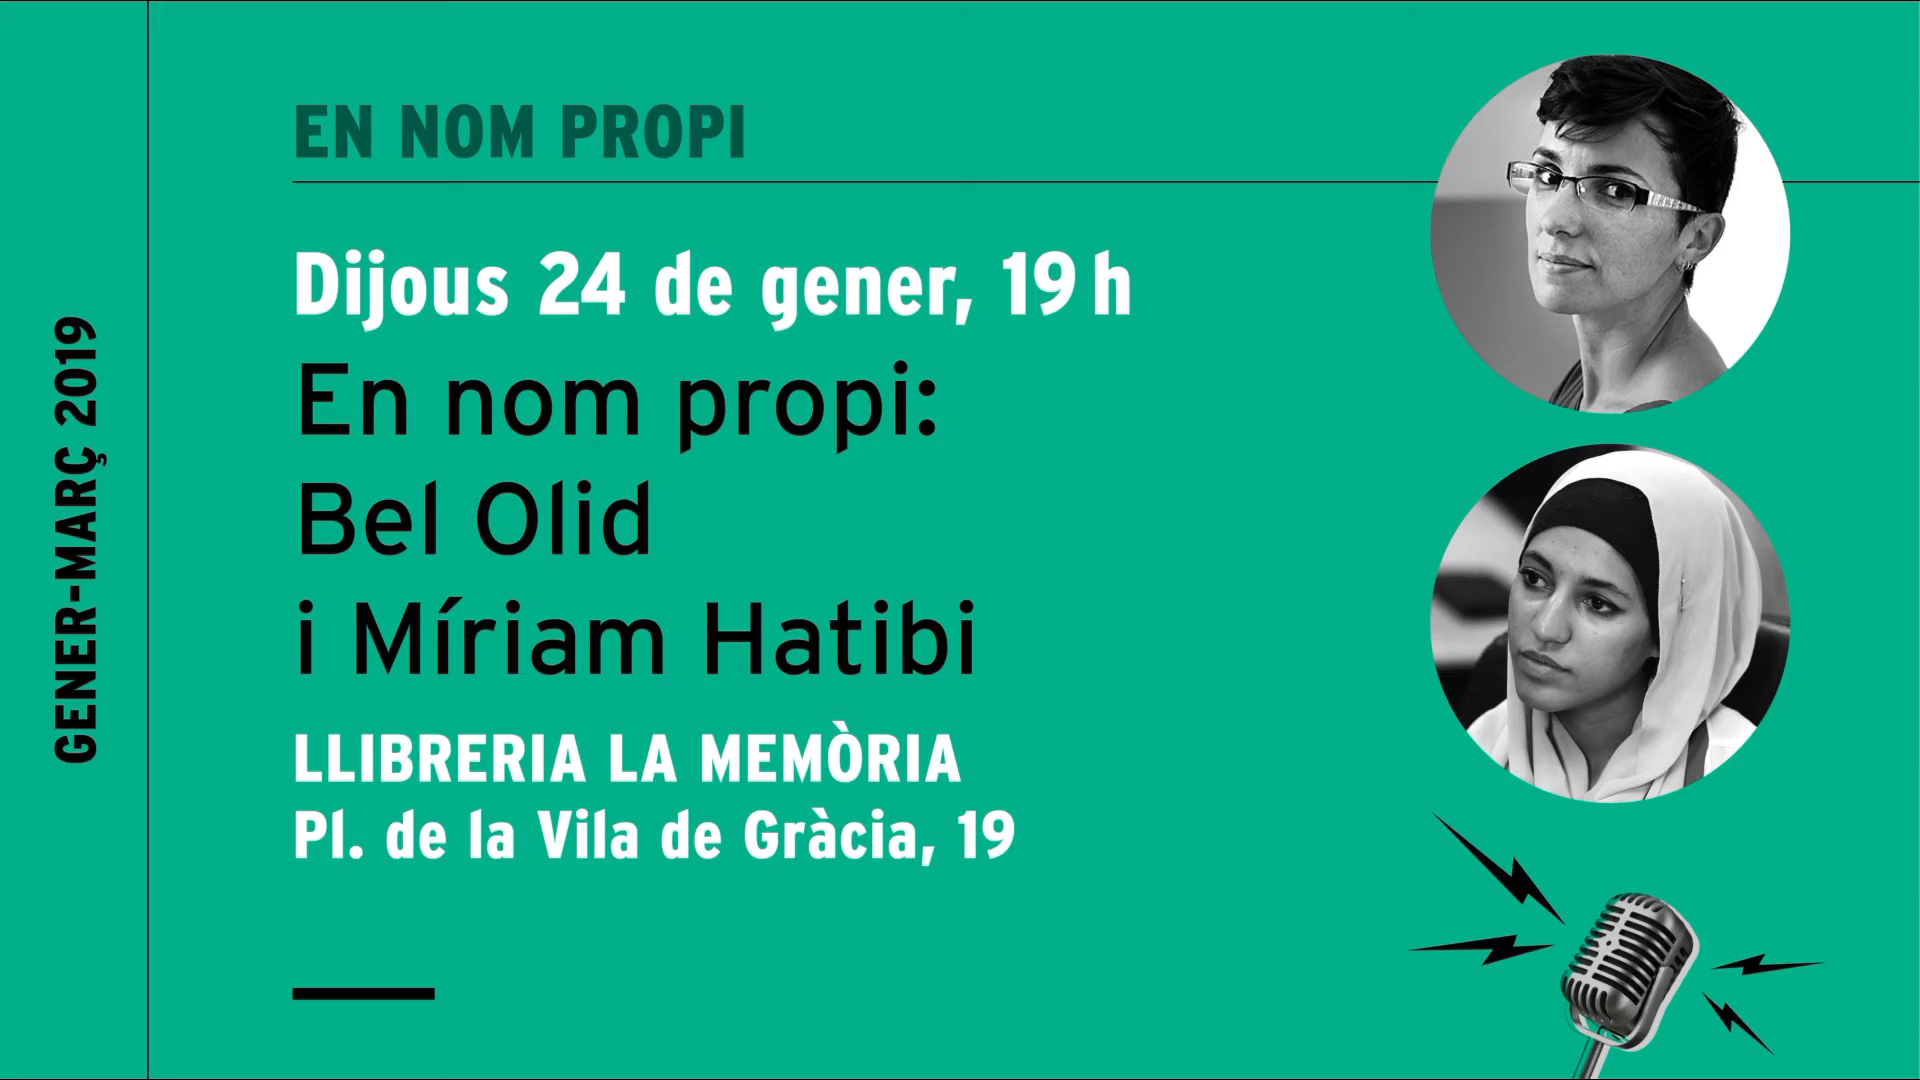 GENER-MARÇ 2019
EN NOM PROPI
Dijous 24 de gener, 19 h
En nom propi:
Bel Olid
i Míriam Hatibi
LLIBRERIA LA MEMÒRIA
Pl. de la Vila de Gràcia, 19